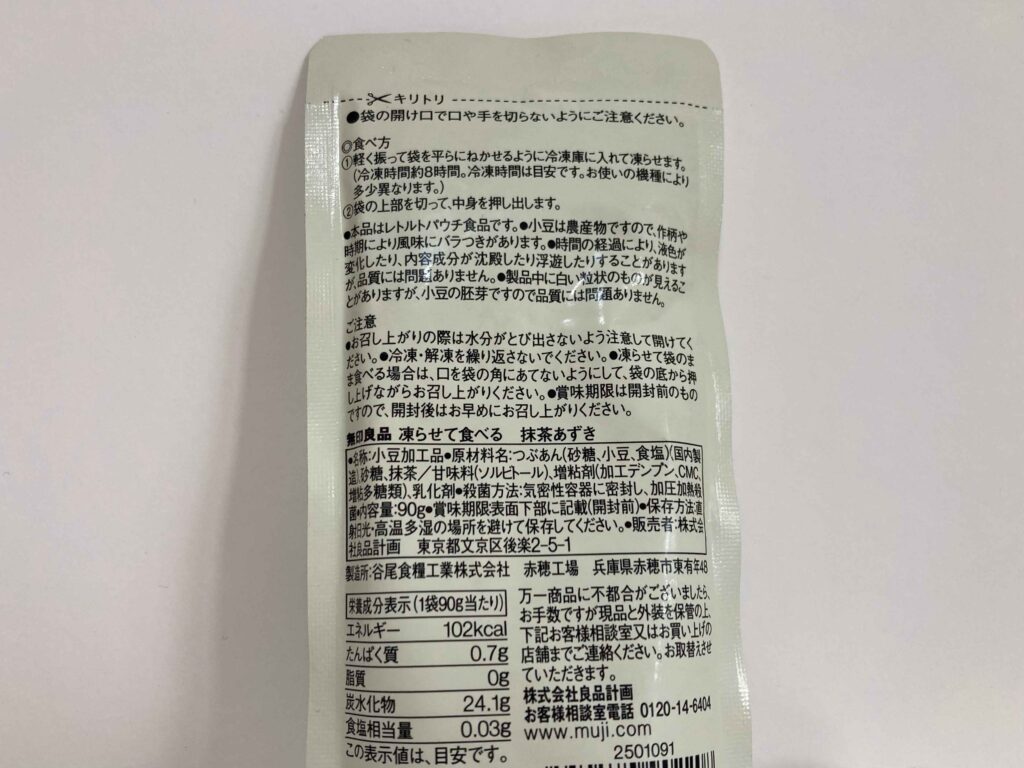 キリトリ
●袋の開け口で口や手を切らないようにご注意ください。
◎食べ方
①軽く振って袋を平らにねかせるように冷凍庫に入れて凍らせます。
(冷凍時間約8時間。冷凍時間は目安です。お使いの機種により
多少異なります。)
②袋の上部を切って、中身を押し出します。
●本品はレトルトパウチ食品です。●小豆は農産物ですので、作柄や
時期により風味にバラつきがあります。●時間の経過により、液色が
変化したり、内容成分が沈殿したり浮遊したりすることがあります
が、品質には問題ありません。●製品中に白い粒状のものが見えるこ
とがありますが、小豆の胚芽ですので品質には問題ありません。
ご注意
●お召し上がりの際は水分がとび出さないよう注意して開けてく
ださい。●冷凍・解凍を繰り返さないでください。●凍らせて袋のま
ま食べる場合は、口を袋の角にあてないようにして、袋の底から押
し上げながらお召し上がりください。●賞味期限は開封前のもの
ですので、開封後はお早めにお召し上がりください。
無印良品 凍らせて食べる 抹茶あずき
●名称:小豆加工品●原材料名:つぶあん(砂糖、小豆、食塩)(国内製
造)、砂糖、抹茶/甘味料(ソルビトール)、増粘剤(加工デンプン、CMC、
増粘多糖類)、乳化剤●殺菌方法:気密性容器に密封し、加圧加熱殺
菌●内容量:90g●賞味期限:表面下部に記載(開封前)●保存方法:直
射日光・高温多湿の場所を避けて保存してください。●販売者:株式会
社良品計画 東京都文京区後楽2-5-1
製造所:谷尾食糧工業株式会社 赤穂工場 兵庫県赤穂市東有年48
栄養成分表示(1袋90g当たり)
エネルギー 102kcal
たんぱく質 0.7g
脂質 0g
炭水化物 24.1g
食塩相当量 0.03g
この表示値は、目安です。
万一商品に不都合がございましたら、
お手数ですが現品と外装を保管の上、
下記お客様相談室又はお買い上げの
店舗までご連絡ください。お取替えさせ
ていただきます。
株式会社良品計画
お客様相談室電話 0120-14-6404
www.muji.com
2501091